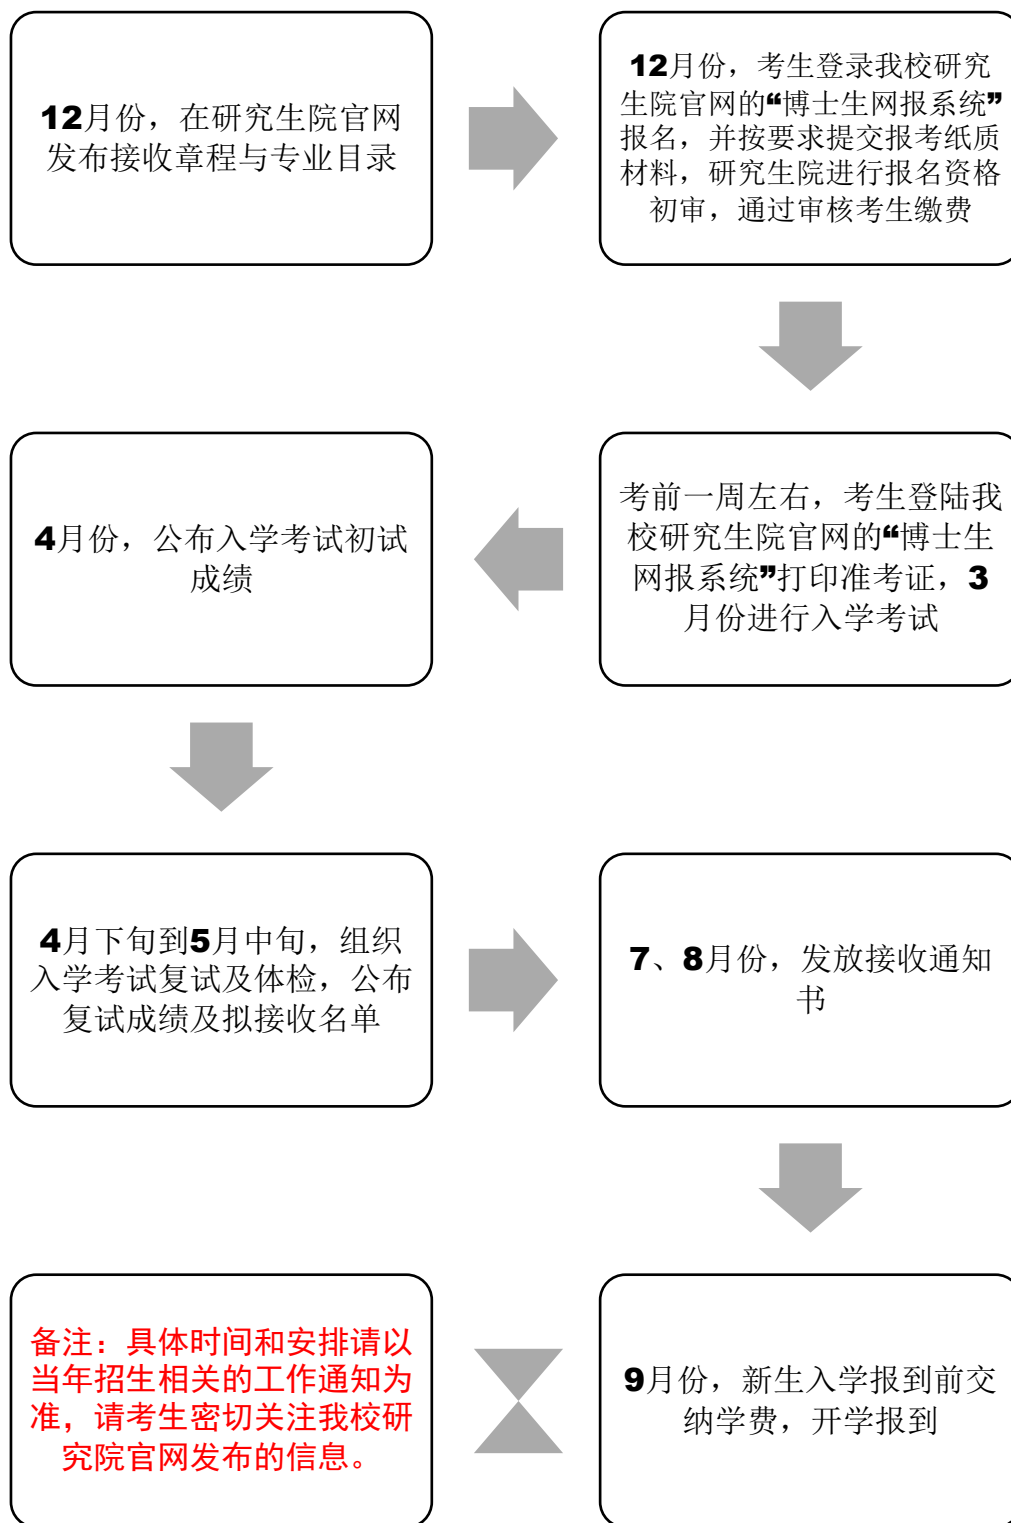 12月份，在研究生院官网
发布接收章程与专业目录
12月份，考生登录我校研究
生院官网的“博士生网报系统”
报名，并按要求提交报考纸质
材料，研究生院进行报名资格
初审，通过审核考生缴费
考前一周左右，考生登陆我
校研究生院官网的“博士生
网报系统”打印准考证，3
月份进行入学考试
4月份，公布入学考试初试
成绩
4月下旬到5月中旬，组织
入学考试复试及体检，公布
复试成绩及拟接收名单
7、8月份，发放接收通知
书
9月份，新生入学报到前交
纳学费，开学报到
备注：具体时间和安排请以
当年招生相关的工作通知为
准，请考生密切关注我校研
究院官网发布的信息。